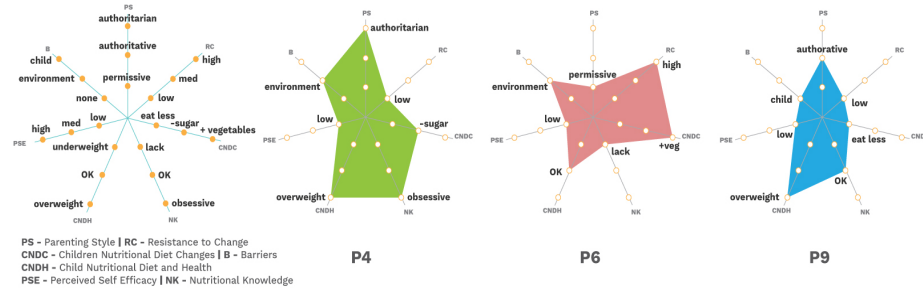 PS
authoritarian
B
child
authoritative
RC
high
environment
permissive
med
none
low
high
med
low
eat less
-sugar
+ vegetables
PSE
CNDC
underweight
lack
OK
OK
overweight
obsessive
CNDH
NK
PS - Parenting Style | RC - Resistance to Change
CNDC - Children Nutritional Diet Changes | B - Barriers
CNDH - Child Nutritional Diet and Health
PSE - Perceived Self Efficacy | NK - Nutritional Knowledge
PS
authoritarian
B
RC
environment
low
low
-sugar
PSE
CNDC
overweight
obsessive
CNDH
NK
P4
PS
B
RC
high
permissive
environment
low
PSE
CNDC
+veg
lack
OK
CNDH
NK
P6
PS
authorative
B
RC
child
low
low
eat less
PSE
CNDC
OK
overweight
CNDH
NK
P9